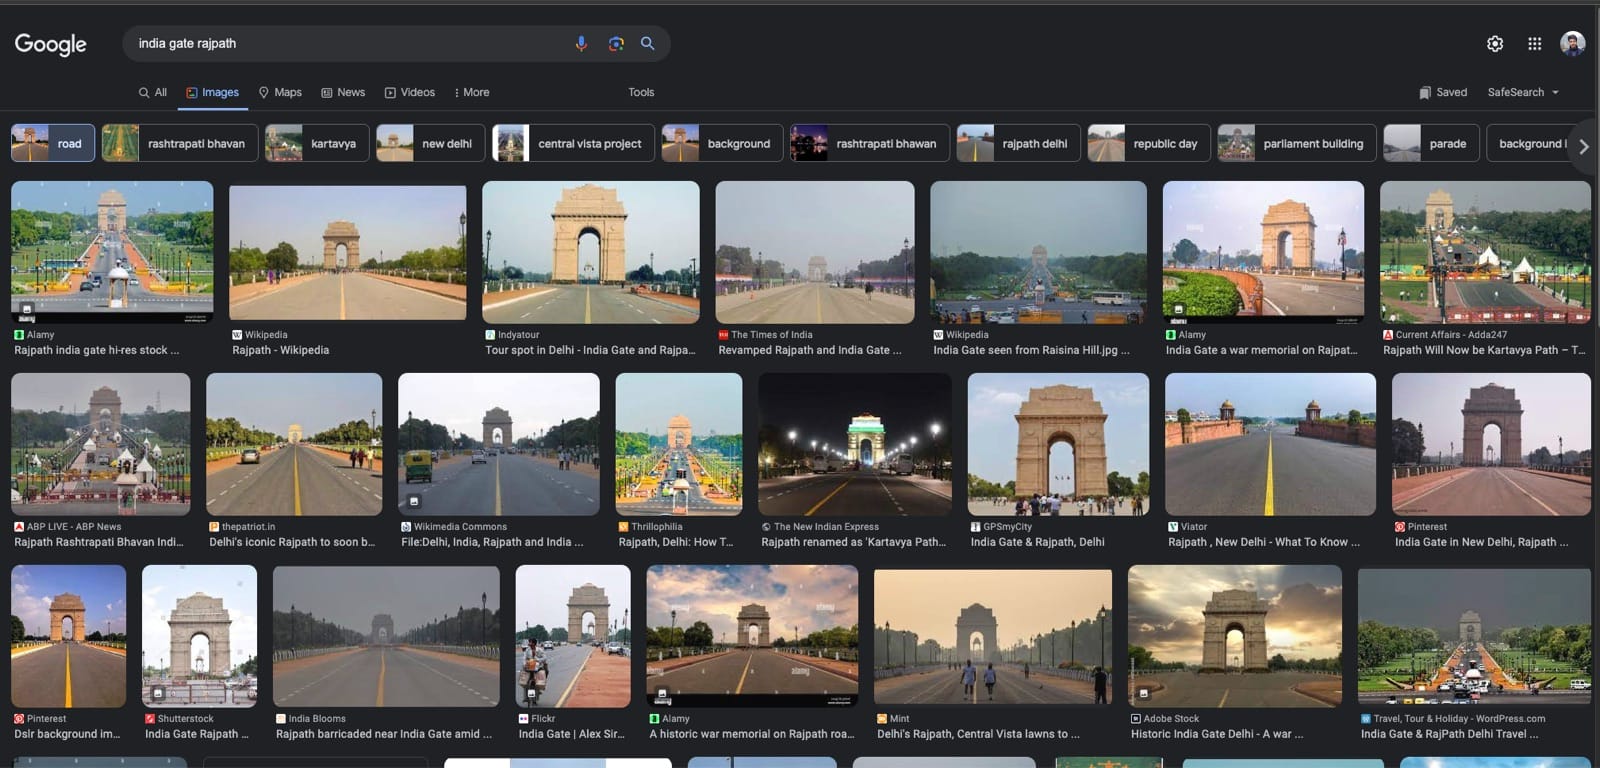 Google
india gate rajpath
All Images Maps News Videos More Tools Saved SafeSearch
road rashtrapati bhavan kartavya new delhi central vista project background rashtrapati bhawan rajpath delhi republic day parliament building parade background
Alamy
Rajpath india gate hi-res stock ...
Wikipedia
Rajpath - Wikipedia
Indyatour
Tour spot in Delhi - India Gate and Rajpa...
The Times of India
Revamped Rajpath and India Gate ...
Wikipedia
India Gate seen from Raisina Hill.jpg ...
Alamy
India Gate a war memorial on Rajpat...
Current Affairs - Adda247
Rajpath Will Now be Kartavya Path – T...
ABP LIVE - ABP News
Rajpath Rashtrapati Bhavan Indi...
thepatriot.in
Delhi's iconic Rajpath to soon b...
Wikimedia Commons
File:Delhi, India, Rajpath and India ...
Thrillophilia
Rajpath, Delhi: How T...
The New Indian Express
Rajpath renamed as 'Kartavya Path...
GPSmyCity
India Gate & Rajpath, Delhi
Viator
Rajpath , New Delhi - What To Know ...
Pinterest
India Gate in New Delhi, Rajpath ...
Pinterest
Dslr background im...
Shutterstock
India Gate Rajpath ...
India Blooms
Rajpath barricaded near India Gate amid ...
Flickr
India Gate | Alex Sir...
Alamy
A historic war memorial on Rajpath roa...
Mint
Delhi's Rajpath, Central Vista lawns to ...
Adobe Stock
Historic India Gate Delhi - A war ...
Travel, Tour & Holiday - WordPress.com
India Gate & RajPath Delhi Travel ...